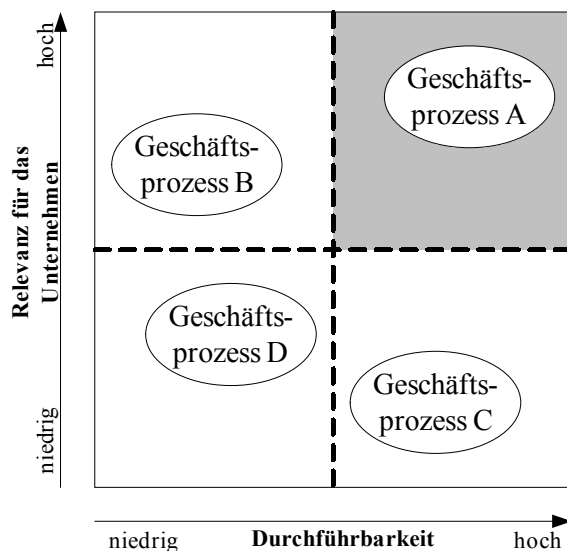 hoch
Relevanz für das
Unternehmen
niedrig
Geschäfts-
prozess A
Geschäfts-
prozess B
Geschäfts-
prozess D
Geschäfts-
prozess C
niedrig Durchführbarkeit hoch